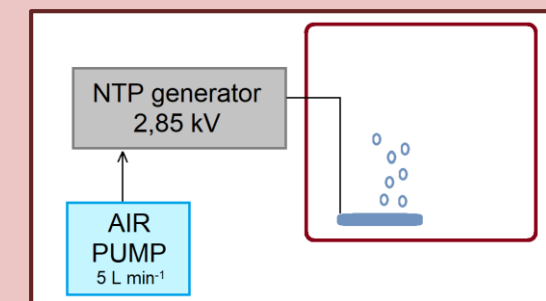 NTP generator
2,85 kV
AIR
PUMP
5 L min⁻¹